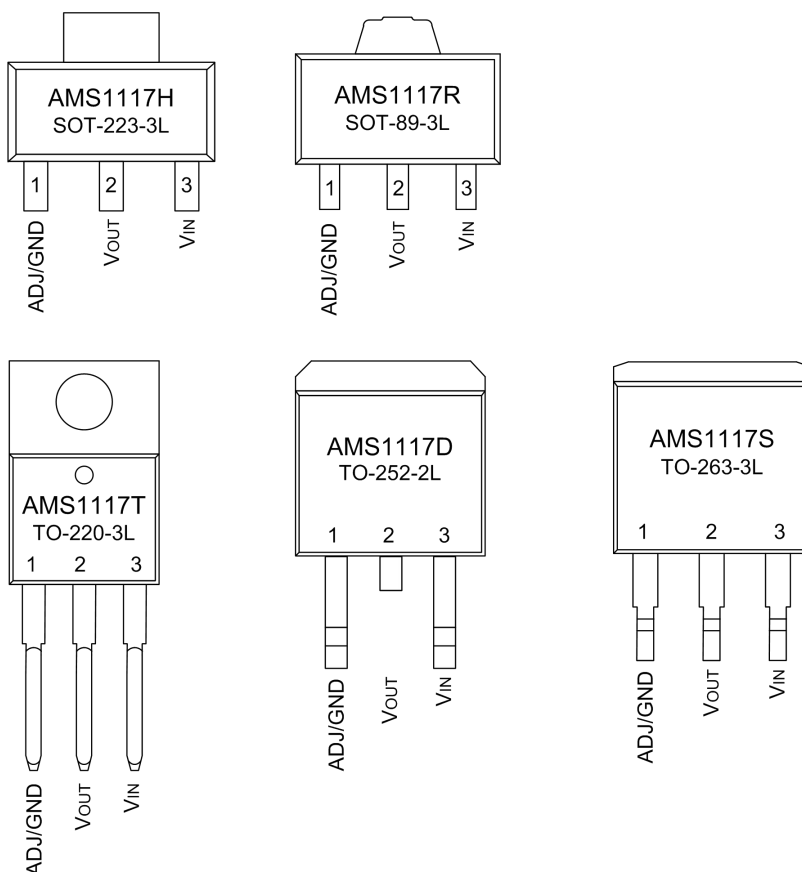 AMS1117H
SOT-223-3L
1 2 3
ADJ/GND
VOUT
VIN
AMS1117R
SOT-89-3L
1 2 3
ADJ/GND
VOUT
VIN
AMS1117T
TO-220-3L
1 2 3
ADJ/GND
VOUT
VIN
AMS1117D
TO-252-2L
1 2 3
ADJ/GND
VOUT
VIN
AMS1117S
TO-263-3L
1 2 3
ADJ/GND
VOUT
VIN